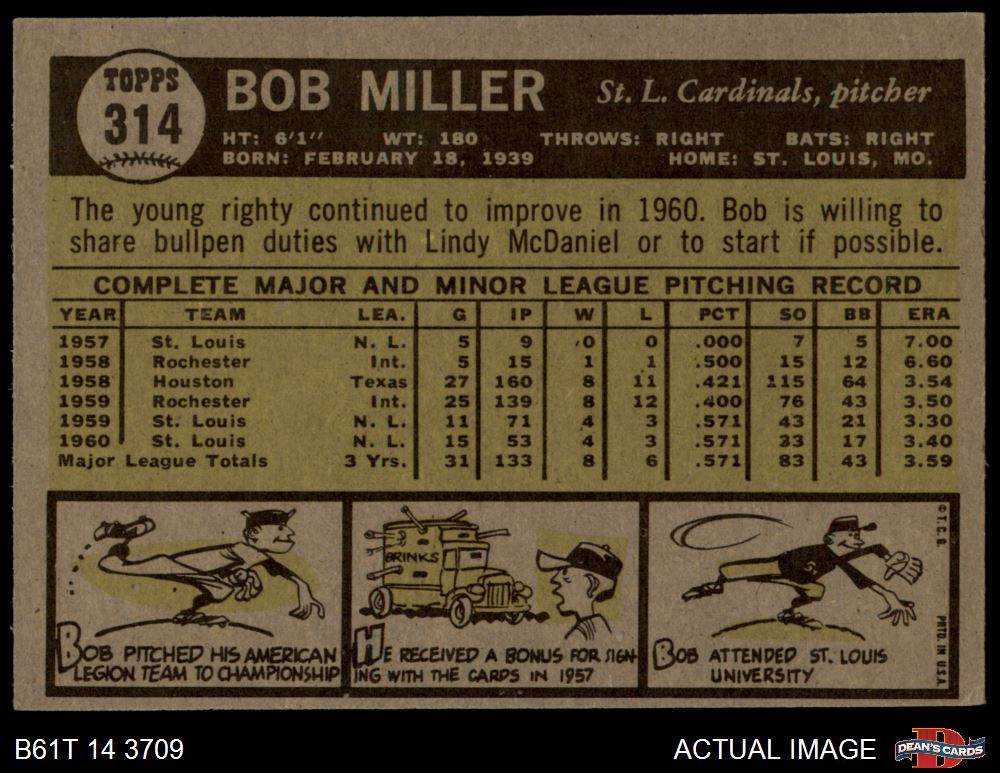 TOPPS
314
BOB MILLER St. L. Cardinals, pitcher
HT: 6'1" WT: 180 THROWS: RIGHT BATS: RIGHT
BORN: FEBRUARY 18, 1939 HOME: ST. LOUIS, MO.
The young righty continued to improve in 1960. Bob is willing to
share bullpen duties with Lindy McDaniel or to start if possible.
COMPLETE MAJOR AND MINOR LEAGUE PITCHING RECORD
YEAR TEAM LEA. G IP W L PCT SO BB ERA
1957 St. Louis N. L. 5 9 0 0 .000 7 5 7.00
1958 Rochester Int. 5 15 1 1 .500 15 12 6.60
1958 Houston Texas 27 160 8 11 .421 115 64 3.54
1959 Rochester Int. 25 139 8 12 .400 76 43 3.50
1959 St. Louis N. L. 11 71 4 3 .571 43 21 3.30
1960 St. Louis N. L. 15 53 4 3 .571 33 17 3.40
Major League Totals 3 Yrs. 31 133 8 6 .571 83 43 3.59
BOB PITCHED HIS AMERICAN
LEGION TEAM TO CHAMPIONSHIP
BRINKS
HE RECEIVED A BONUS FOR SIGN-
ING WITH THE CARDS IN 1957
BOB ATTENDED ST. LOUIS
UNIVERSITY
© T.C.G. PRTD. IN U.S.A.
B61T 14 3709 ACTUAL IMAGE
D
DEAN'S CARDS